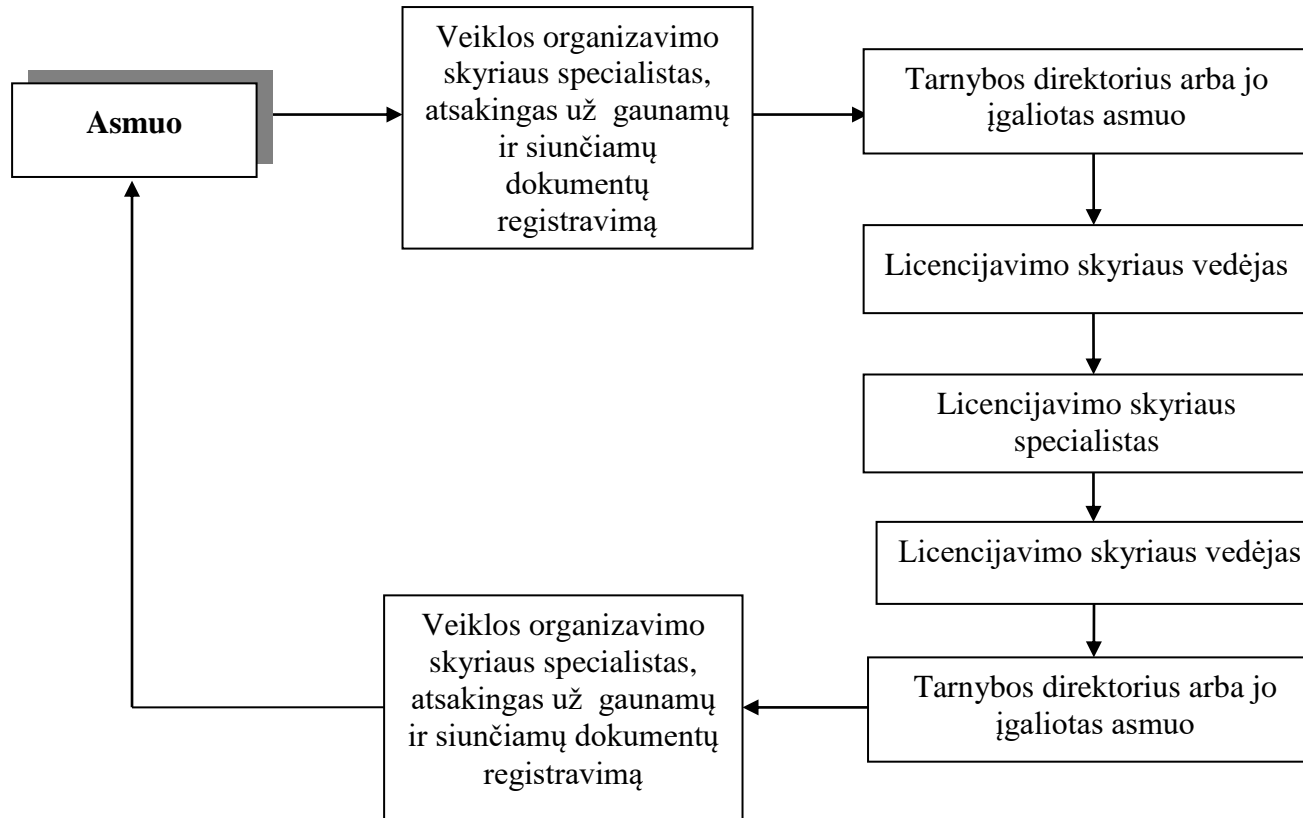 Asmuo
Veiklos organizavimo
skyriaus specialistas,
atsakingas už gaunamų
ir siunčiamų
dokumentų
registravimą
Tarnybos direktorius arba jo
įgaliotas asmuo
Licencijavimo skyriaus vedėjas
Licencijavimo skyriaus
specialistas
Licencijavimo skyriaus vedėjas
Tarnybos direktorius arba jo
įgaliotas asmuo
Veiklos organizavimo
skyriaus specialistas,
atsakingas už gaunamų
ir siunčiamų dokumentų
registravimą